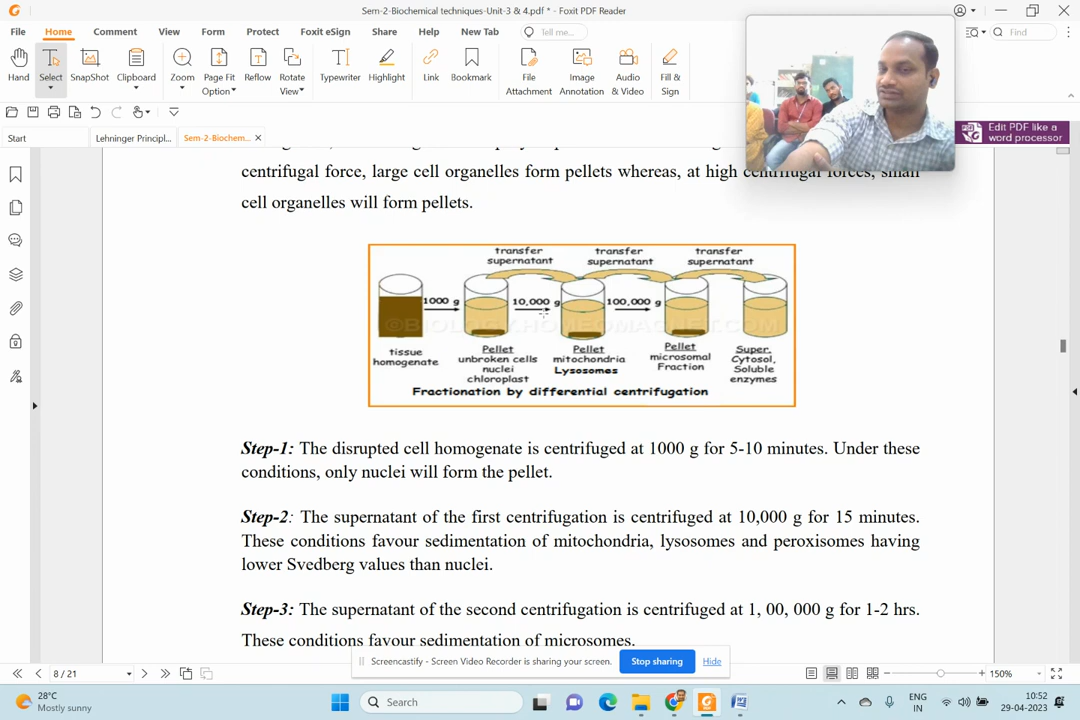 Sem-2-Biochemical techniques-Unit-3 & 4.pdf * - Foxit PDF Reader
File Home Comment View Form Protect Foxit eSign Share Help New Tab Tell me... Find
Hand Select SnapShot Clipboard Zoom Page Fit Option Reflow Rotate View Typewriter Highlight Link Bookmark File Attachment Image Annotation Audio & Video Fill & Sign
Start Lehninger Principl... Sem-2-Biochem...
Edit PDF like a
word processor
centrifugal force, large cell organelles form pellets whereas, at high centrifugal forces, small
cell organelles will form pellets.
transfer supernatant transfer supernatant transfer supernatant
1000 g 10,000 g 100,000 g
©BIOLOGY.HOMEOMAGNET.COM
tissue homogenate
Pellet unbroken cells nuclei chloroplast
Pellet mitochondria Lysosomes
Pellet microsomal Fraction
Super. Cytosol, Soluble enzymes
Fractionation by differential centrifugation
Step-1: The disrupted cell homogenate is centrifuged at 1000 g for 5-10 minutes. Under these
conditions, only nuclei will form the pellet.
Step-2: The supernatant of the first centrifugation is centrifuged at 10,000 g for 15 minutes.
These conditions favour sedimentation of mitochondria, lysosomes and peroxisomes having
lower Svedberg values than nuclei.
Step-3: The supernatant of the second centrifugation is centrifuged at 1, 00, 000 g for 1-2 hrs.
These conditions favour sedimentation of microsomes.
Screencastify - Screen Video Recorder is sharing your screen. Stop sharing Hide
8 / 21 150%
28°C
Mostly sunny
Search
ENG
IN
10:52
29-04-2023